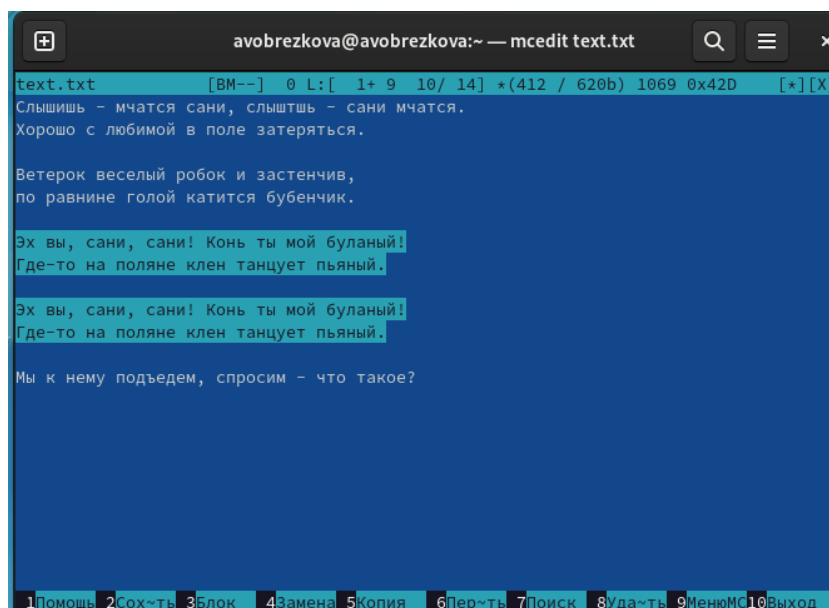 avobrezkova@avobrezkova:~ — mcedit text.txt
text.txt [BM--] 0 L:[ 1+ 9 10/ 14] *(412 / 620b) 1069 0x42D [*][X
Слышишь – мчатся сани, слыштшь – сани мчатся.
Хорошо с любимой в поле затеряться.
Ветерок веселый робок и застенчив,
по равнине голой катится бубенчик.
Эх вы, сани, сани! Конь ты мой буланый!
Где-то на поляне клен танцует пьяный.
Эх вы, сани, сани! Конь ты мой буланый!
Где-то на поляне клен танцует пьяный.
Мы к нему подъедем, спросим – что такое?
1Помощь 2Сох~ть 3Блок 4Замена 5Копия 6Пер~ть 7Поиск 8Уда~ть 9МенюMC10Выход